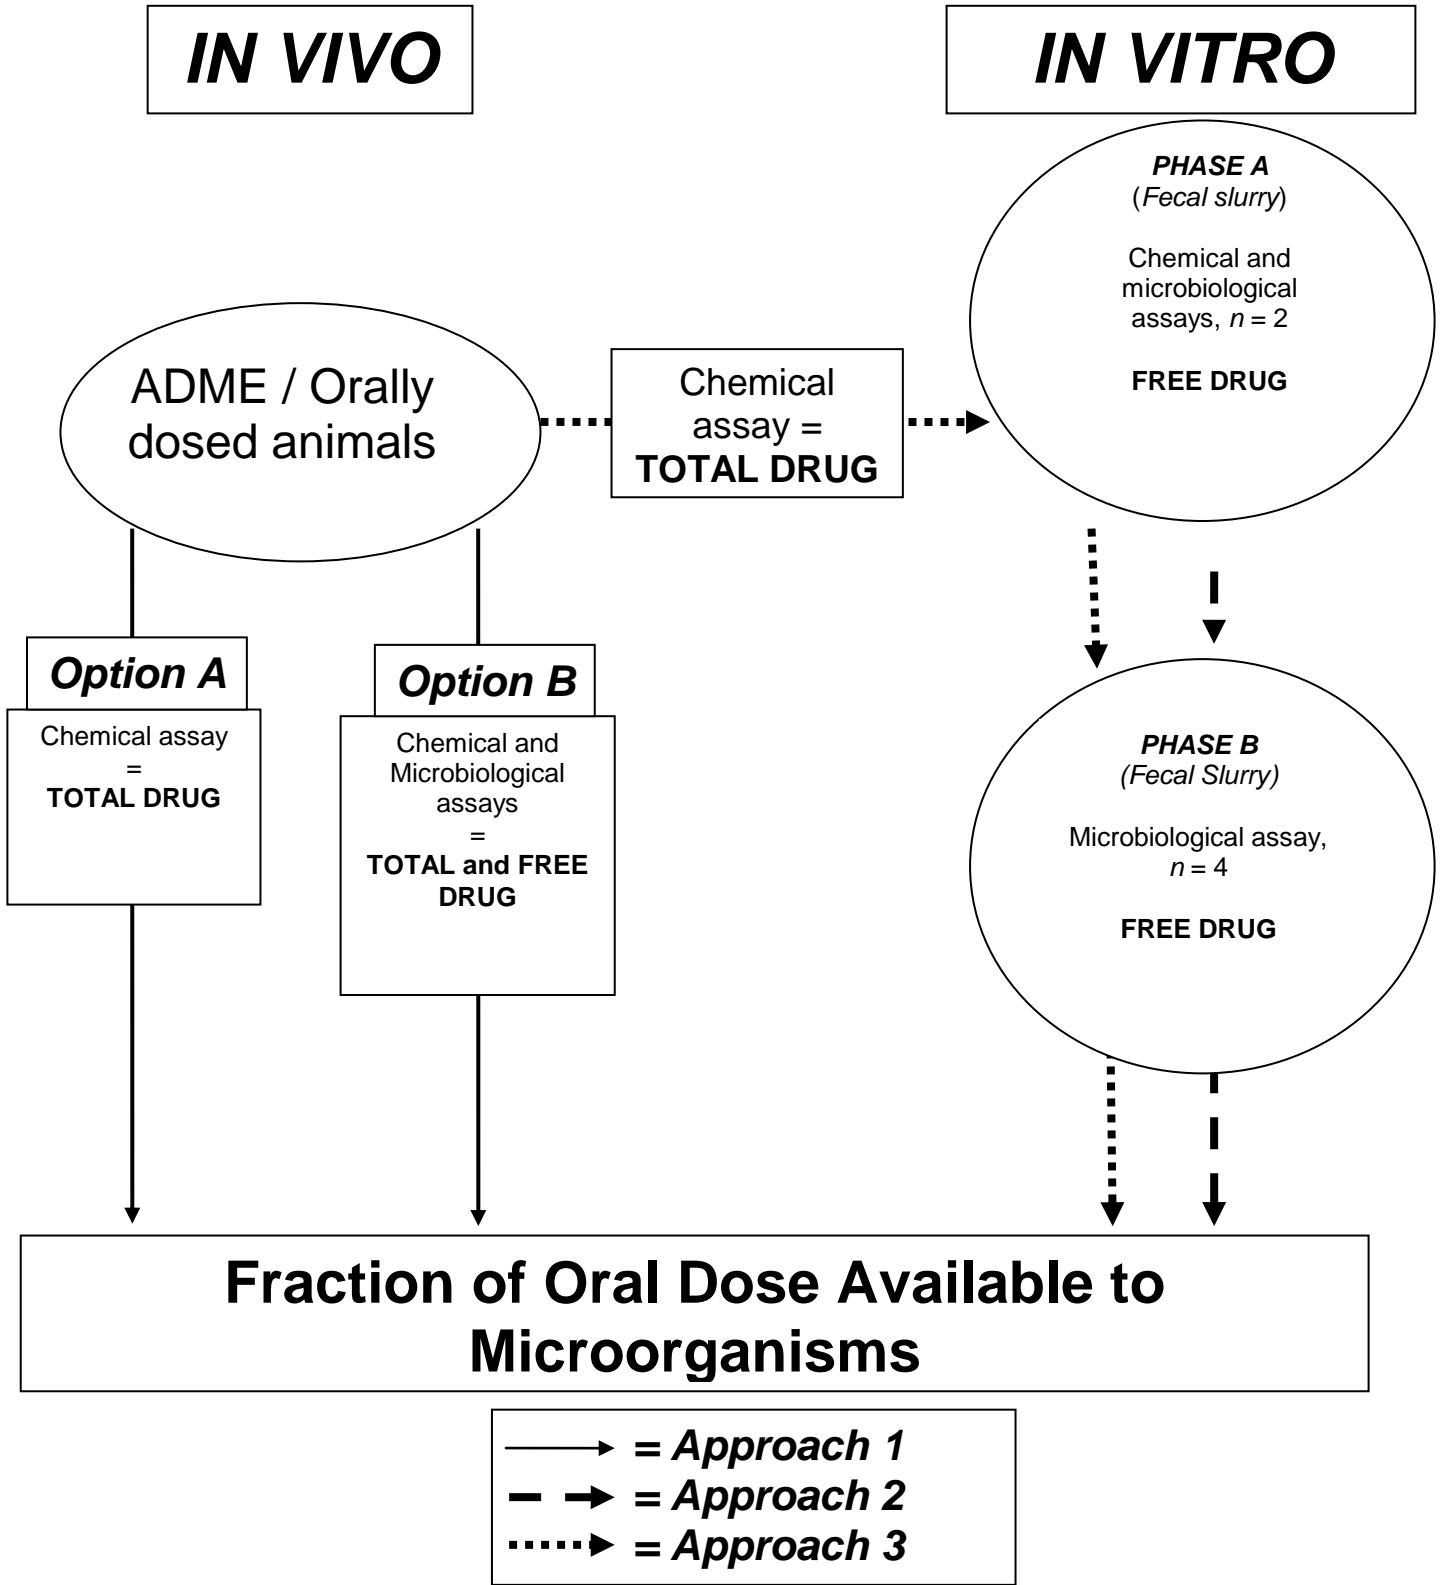 IN VIVO
IN VITRO
PHASE A
(Fecal slurry)
Chemical and
microbiological
assays, n = 2
FREE DRUG
ADME / Orally
dosed animals
Chemical
assay =
TOTAL DRUG
Option A
Chemical assay
=
TOTAL DRUG
Option B
Chemical and
Microbiological
assays
=
TOTAL and FREE
DRUG
PHASE B
(Fecal Slurry)
Microbiological assay,
n = 4
FREE DRUG
Fraction of Oral Dose Available to
Microorganisms
= Approach 1
= Approach 2
= Approach 3